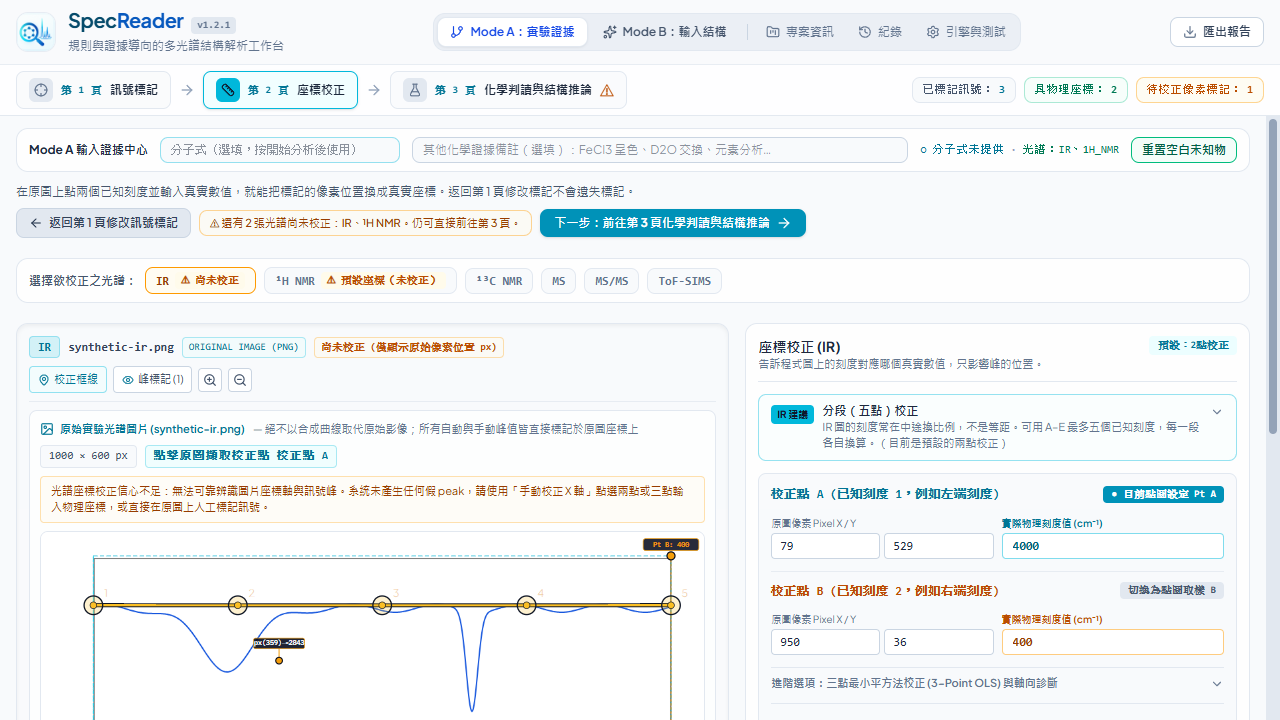 SpecReader v1.2.1
規則與證據導向的多光譜結構解析工作台
Mode A：實驗證據
Mode B：輸入結構
專案資訊
紀錄
引擎與測試
匯出報告
第 1 頁 訊號標記
第 2 頁 座標校正
第 3 頁 化學判讀與結構推論
已標記訊號： 3
具物理座標： 2
待校正像素標記： 1
Mode A 輸入證據中心
分子式（選填，按開始分析後使用）
其他化學證據備註（選填）：FeCl3 呈色、D2O 交換、元素分析...
○ 分子式未提供 · 光譜：IR、1H_NMR
重置空白未知物
在原圖上點兩個已知刻度並輸入真實數值，就能把標記的像素位置換成真實座標。返回第 1 頁修改標記不會遺失標記。
← 返回第 1 頁修改訊號標記
⚠ 還有 2 張光譜尚未校正：IR、¹H NMR。仍可直接前往第 3 頁。
下一步：前往第 3 頁化學判讀與結構推論 →
選擇欲校正之光譜：
IR ⚠ 尚未校正
¹H NMR ⚠ 預設座標（未校正）
¹³C NMR
MS
MS/MS
ToF-SIMS
IR synthetic-ir.png ORIGINAL IMAGE (PNG) 尚未校正（僅顯示原始像素位置 px）
校正框線
峰標記 (1)
原始實驗光譜圖片 (synthetic-ir.png) — 絕不以合成曲線取代原始影像；所有自動與手動峰值皆直接標記於原圖座標上
1000 × 600 px
點擊原圖擷取校正點 校正點 A
光譜座標校正信心不足：無法可靠辨識圖片座標軸與訊號峰。系統未產生任何假 peak，請使用「手動校正 X 軸」點選兩點或三點輸
入物理座標，或直接在原圖上人工標記訊號。
Pt B: 400
1 2 3 4 5
px(359)→2843
座標校正 (IR)
預設：2點校正
告訴程式圖上的刻度對應哪個真實數值，只影響峰的位置。
IR 建議
分段（五點）校正
IR 圖的刻度常在中途換比例，不是等距。可用 A–E 最多五個已知刻度，每一段
各自換算。（目前是預設的兩點校正）
校正點 A（已知刻度 1，例如左端刻度）
● 目前點圖設定 Pt A
原圖像素 Pixel X / Y
實際物理刻度值 (cm⁻¹)
79
529
4000
校正點 B（已知刻度 2，例如右端刻度）
切換為點圖取樣 B
原圖像素 Pixel X / Y
實際物理刻度值 (cm⁻¹)
950
36
400
進階選項：三點最小平方法校正 (3-Point OLS) 與軸向診斷